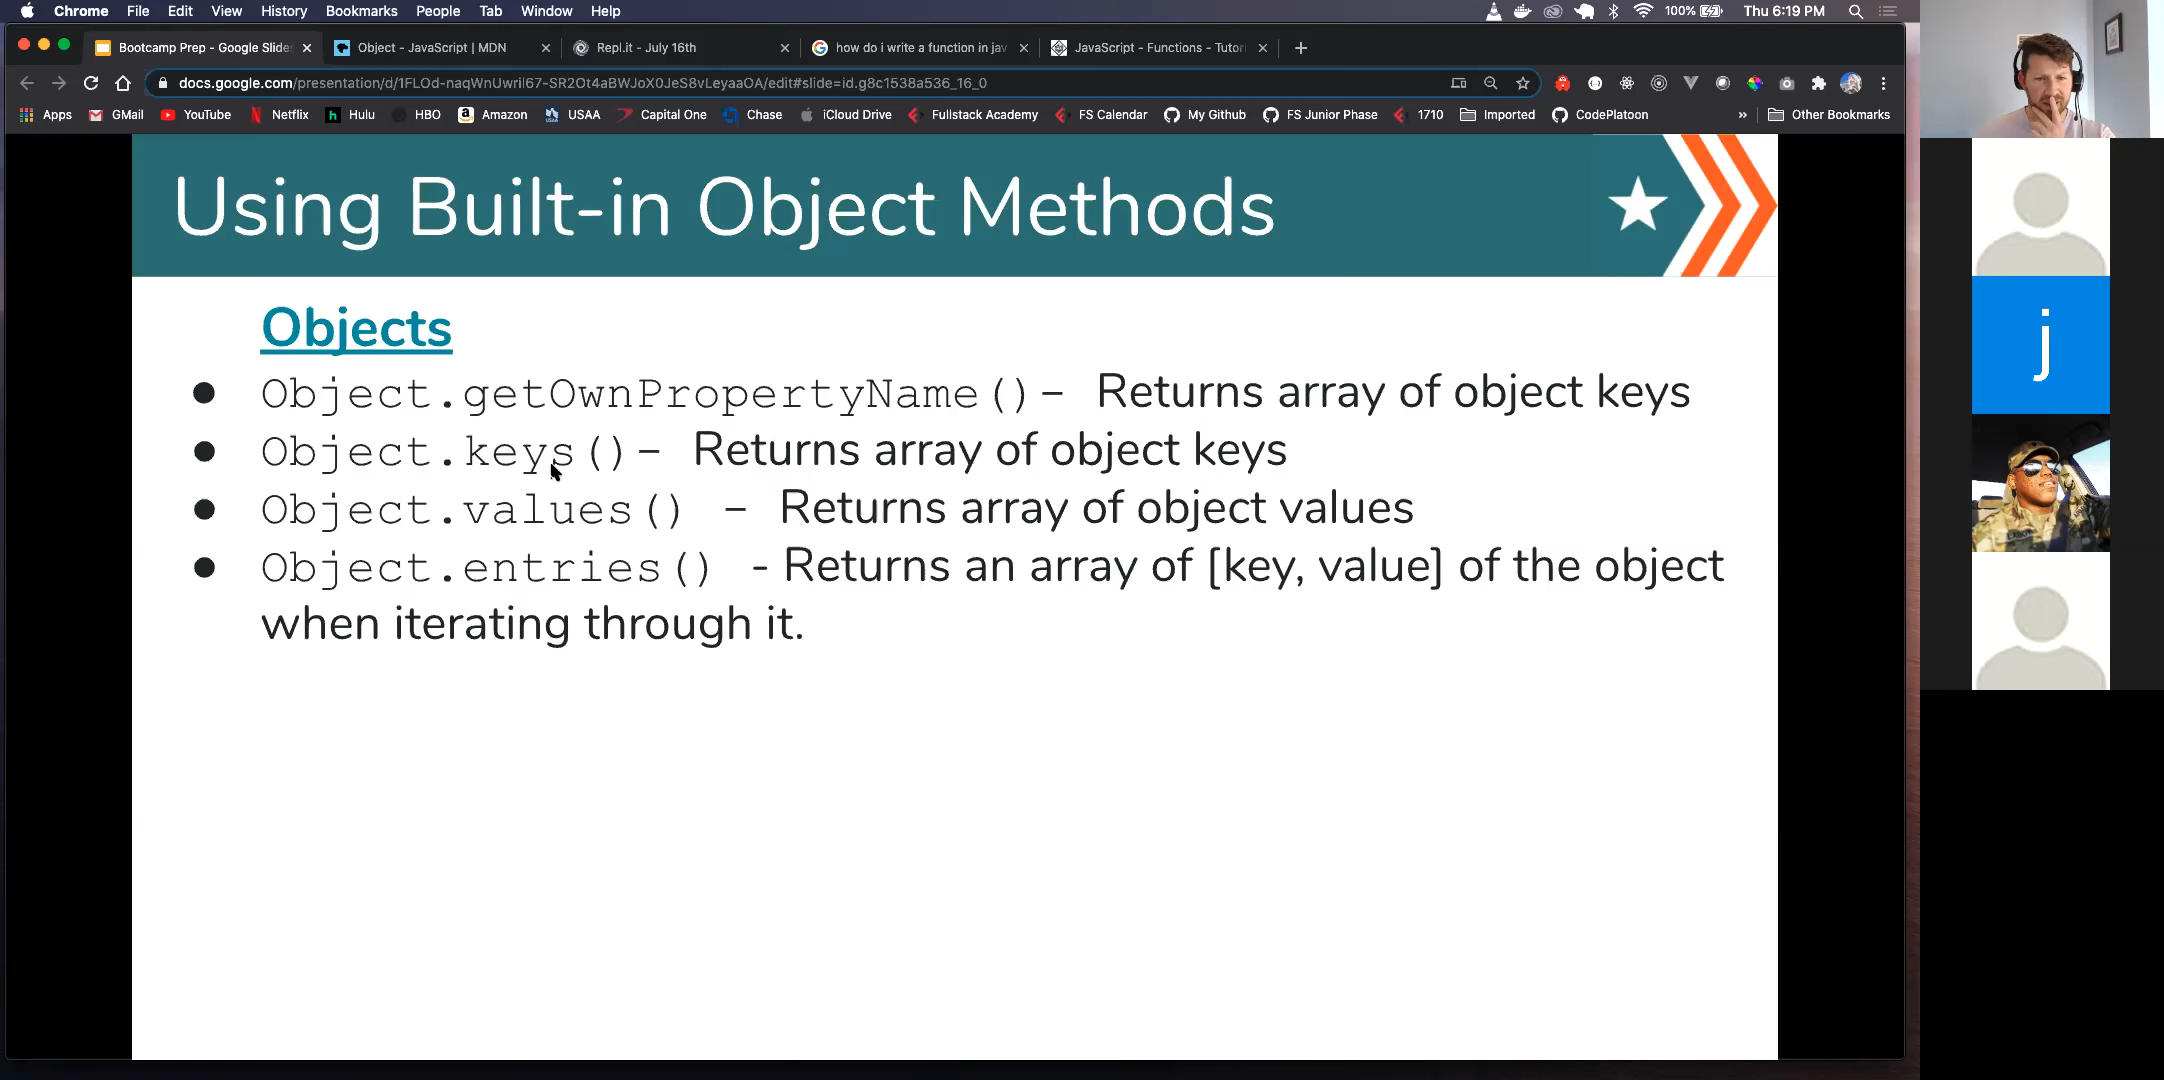 Chrome File Edit View History Bookmarks People Tab Window Help 100% Thu 6:19 PM
Bootcamp Prep - Google Slides Object - JavaScript | MDN Repl.it - July 16th how do i write a function in jav JavaScript - Functions - Tutor
docs.google.com/presentation/d/1FLOd-naqWnUwril67-SR2Ot4aBWJoX0JeS8vLeyaaOA/edit#slide=id.g8c1538a536_16_0
Apps GMail YouTube Netflix Hulu HBO Amazon USAA Capital One Chase iCloud Drive Fullstack Academy FS Calendar My Github FS Junior Phase 1710 Imported CodePlatoon » Other Bookmarks
Using Built-in Object Methods
Objects
● Object.getOwnPropertyName() – Returns array of object keys
● Object.keys() – Returns array of object keys
● Object.values() – Returns array of object values
● Object.entries() - Returns an array of [key, value] of the object
when iterating through it.
j